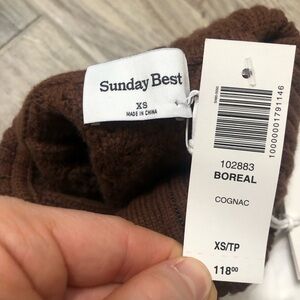 Sunday Best
XS
MADE IN CHINA
10000001791146
102883
BOREAL
COGNAC
XS/TP
118.00